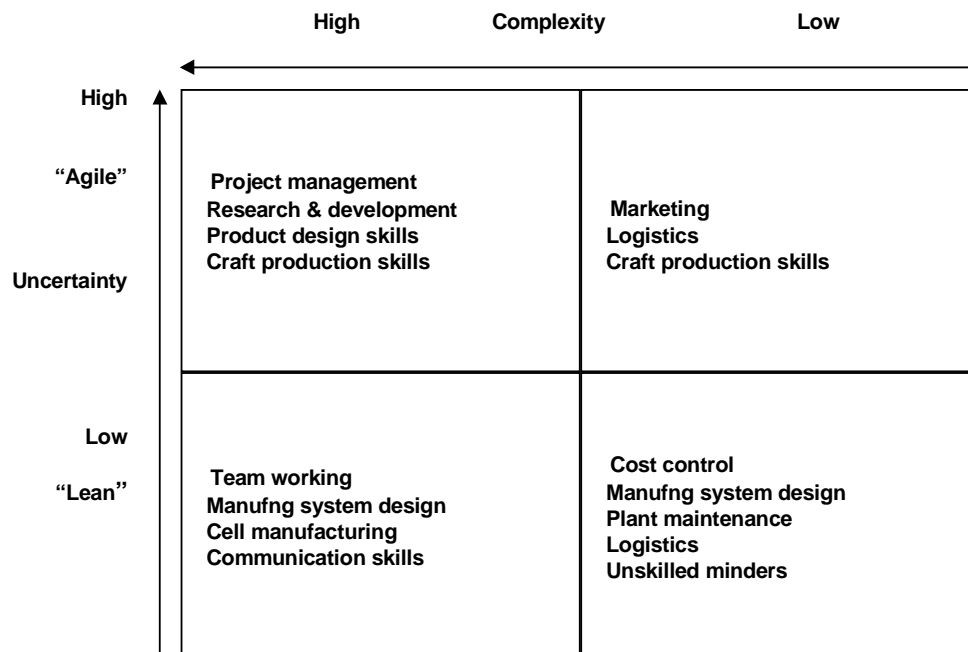 High Complexity Low
High
“Agile”
Project management
Research & development
Product design skills
Craft production skills
Marketing
Logistics
Craft production skills
Uncertainty
Low
“Lean”
Team working
Manufng system design
Cell manufacturing
Communication skills
Cost control
Manufng system design
Plant maintenance
Logistics
Unskilled minders